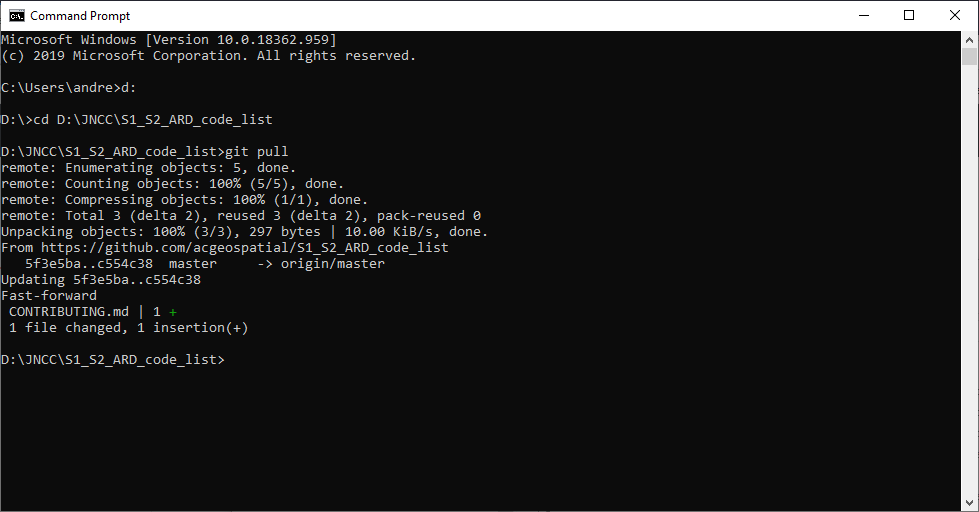 Command Prompt
Microsoft Windows [Version 10.0.18362.959]
(c) 2019 Microsoft Corporation. All rights reserved.
C:\Users\andre>d:
D:\>cd D:\JNCC\S1_S2_ARD_code_list
D:\JNCC\S1_S2_ARD_code_list>git pull
remote: Enumerating objects: 5, done.
remote: Counting objects: 100% (5/5), done.
remote: Compressing objects: 100% (1/1), done.
remote: Total 3 (delta 2), reused 3 (delta 2), pack-reused 0
Unpacking objects: 100% (3/3), 297 bytes | 10.00 KiB/s, done.
From https://github.com/acgeospatial/S1_S2_ARD_code_list
   5f3e5ba..c554c38  master     -> origin/master
Updating 5f3e5ba..c554c38
Fast-forward
 CONTRIBUTING.md | 1 +
 1 file changed, 1 insertion(+)
D:\JNCC\S1_S2_ARD_code_list>